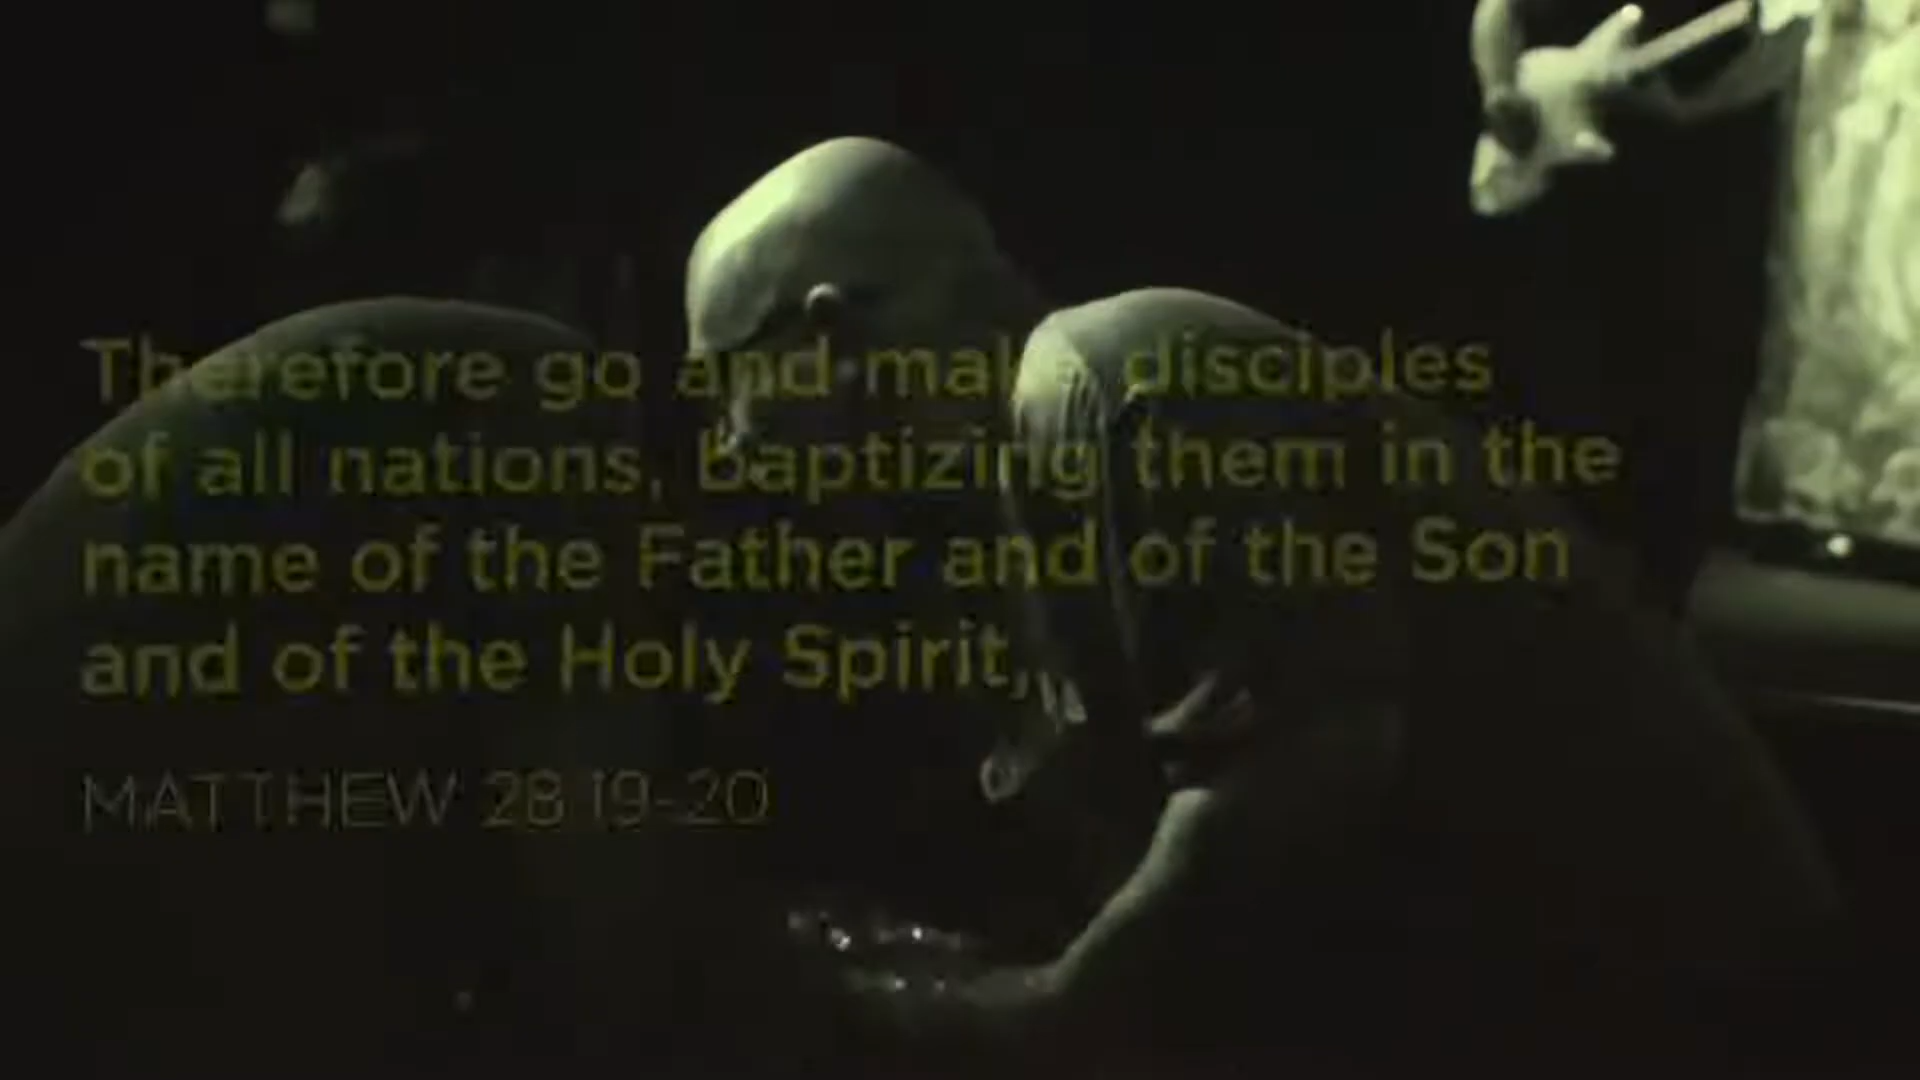 Therefore go and make disciples
of all nations, baptizing them in the
name of the Father and of the Son
and of the Holy Spirit,
MATTHEW 28:19-20